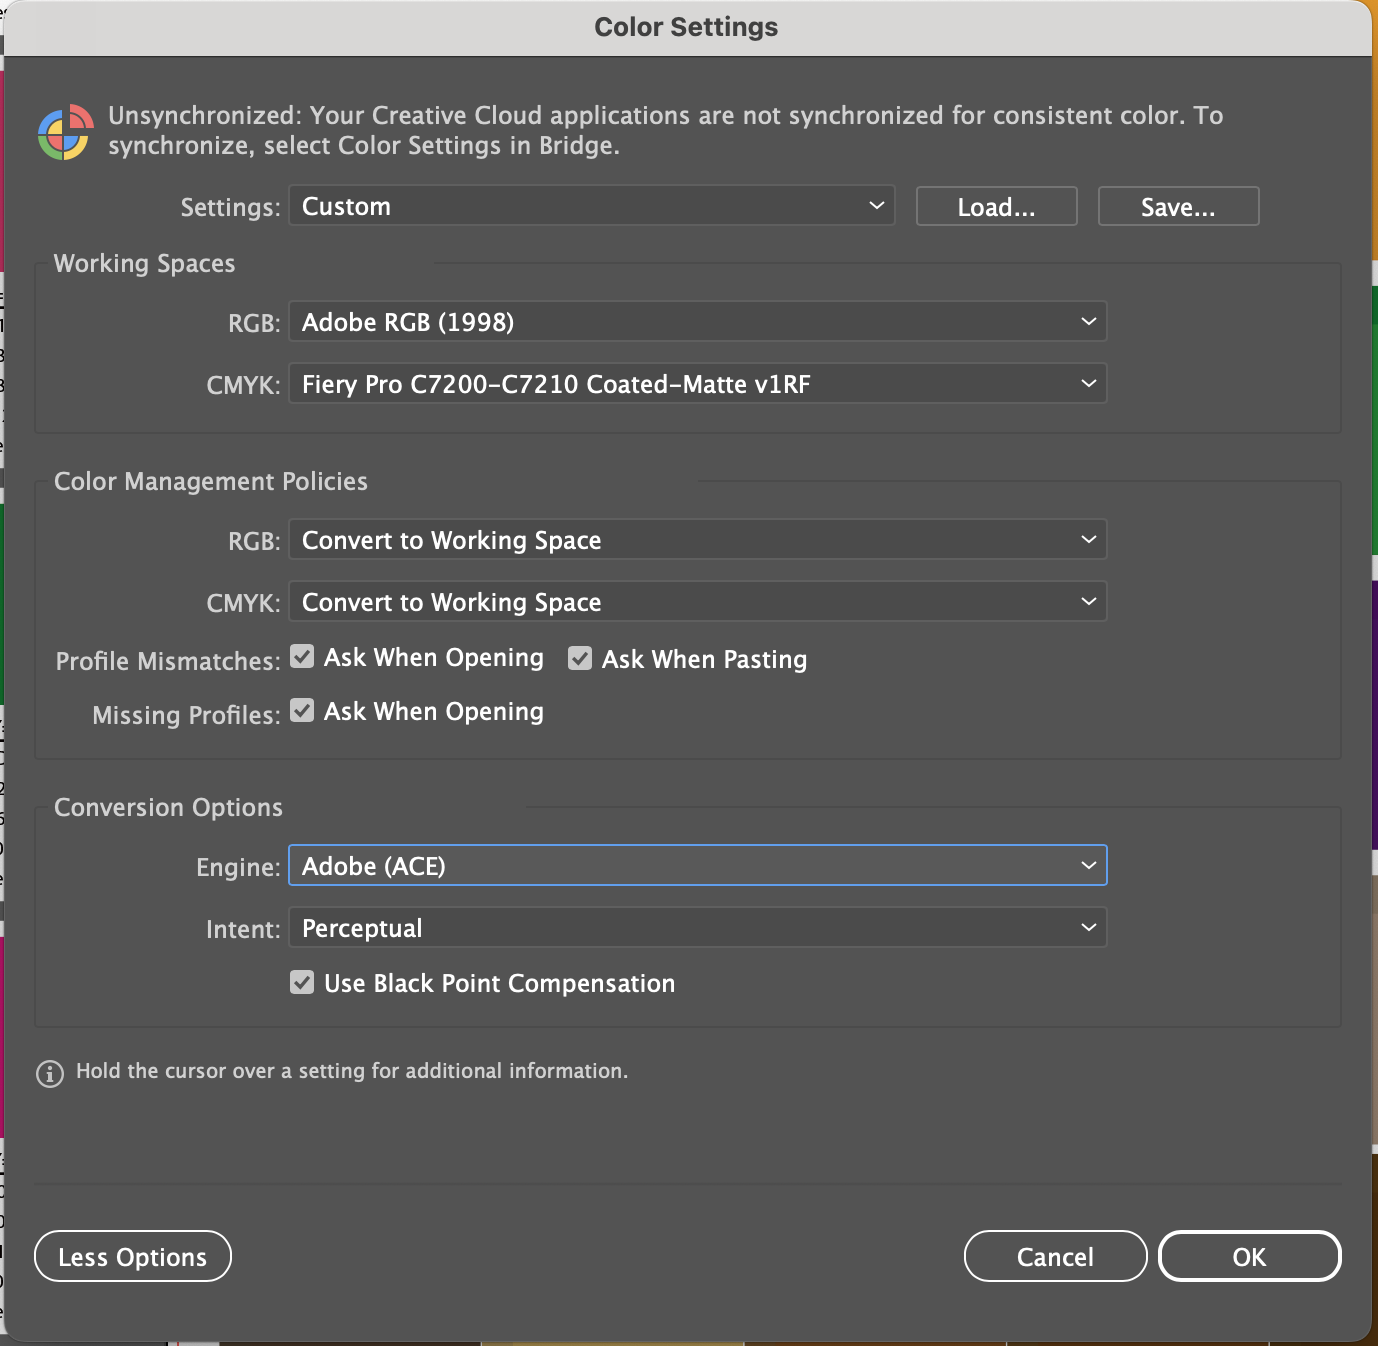 Color Settings
Unsynchronized: Your Creative Cloud applications are not synchronized for consistent color. To
synchronize, select Color Settings in Bridge.
Settings: Custom Load... Save...
Working Spaces
RGB: Adobe RGB (1998)
CMYK: Fiery Pro C7200-C7210 Coated-Matte v1RF
Color Management Policies
RGB: Convert to Working Space
CMYK: Convert to Working Space
Profile Mismatches: Ask When Opening Ask When Pasting
Missing Profiles: Ask When Opening
Conversion Options
Engine: Adobe (ACE)
Intent: Perceptual
Use Black Point Compensation
Hold the cursor over a setting for additional information.
Less Options Cancel OK